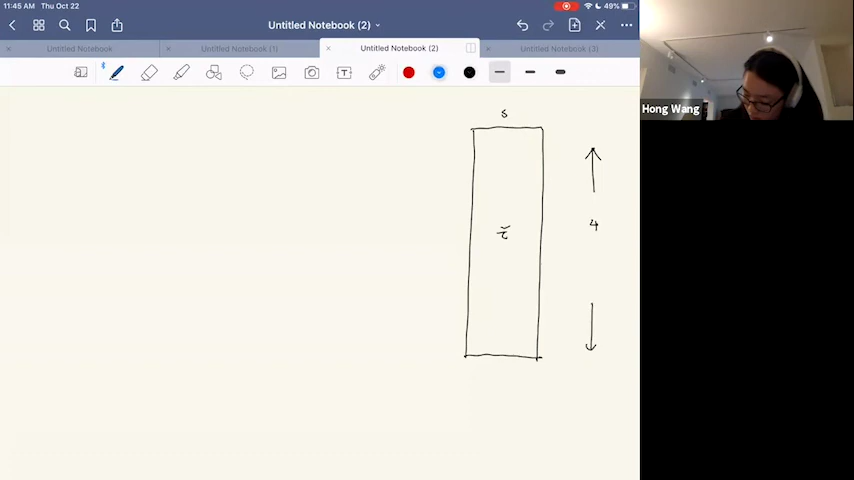 11:45 AM Thu Oct 22
49%
Untitled Notebook (2)
Untitled Notebook
Untitled Notebook (1)
Untitled Notebook (2)
Untitled Notebook (3)
Hong Wang
s
4